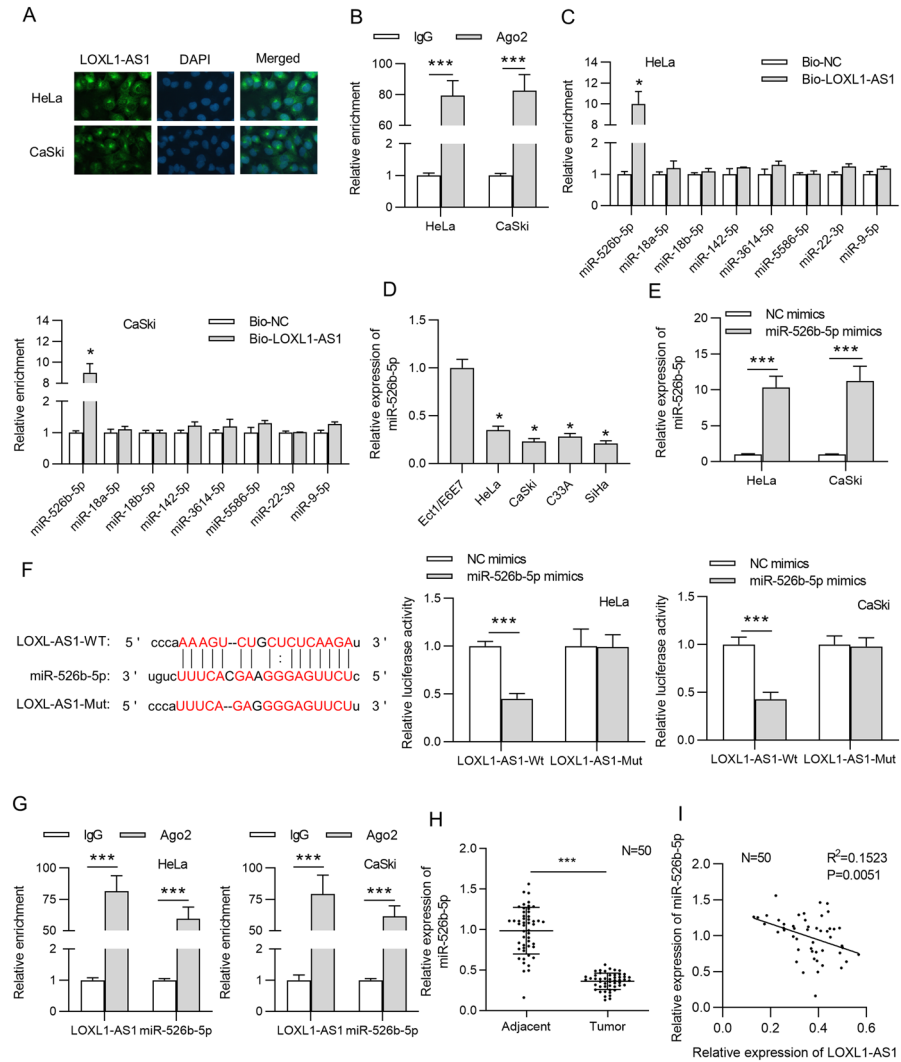 A
LOXL1-AS1 DAPI Merged
HeLa
CaSki
B
IgG Ago2
Relative enrichment
100
80
60
2
1
0
*** ***
HeLa CaSki
C
HeLa
Bio-NC
Bio-LOXL1-AS1
Relative enrichment
14
12
10
8
6
2
1
0
*
miR-526b-5p miR-18a-5p miR-18b-5p miR-142-5p miR-3614-5p miR-5586-5p miR-22-3p miR-9-5p
CaSki
Bio-NC
Bio-LOXL1-AS1
Relative enrichment
14
12
10
8
6
2
1
0
*
miR-526b-5p miR-18a-5p miR-18b-5p miR-142-5p miR-3614-5p miR-5586-5p miR-22-3p miR-9-5p
D
Relative expression of
miR-526b-5p
1.5
1.0
0.5
0.0
* * * *
Ect1/E6E7 HeLa CaSki C33A SiHa
E
NC mimics
miR-526b-5p mimics
Relative expression of
miR-526b-5p
20
15
10
5
0
*** ***
HeLa CaSki
F
LOXL-AS1-WT: 5 ' cccaAAAGU--CUGCUCUCAAGAu 3 '
:
miR-526b-5p: 3 ' ugucUUUCACGAAGGGAGUUCUc 5 '
LOXL-AS1-Mut: 5 ' cccaUUUCA--GAGGGGAGUUCUu 3 '
NC mimics
miR-526b-5p mimics
HeLa
Relative luciferase activity
1.5
1.0
0.5
0.0
***
LOXL1-AS1-Wt LOXL1-AS1-Mut
NC mimics
miR-526b-5p mimics
CaSki
Relative luciferase activity
1.5
1.0
0.5
0.0
***
LOXL1-AS1-Wt LOXL1-AS1-Mut
G
IgG Ago2
HeLa
Relative enrichment
100
75
50
2
1
0
*** ***
LOXL1-AS1 miR-526b-5p
IgG Ago2
CaSki
Relative enrichment
100
75
50
2
1
0
*** ***
LOXL1-AS1 miR-526b-5p
H
N=50
Relative expression of
miR-526b-5p
2.0
1.5
1.0
0.5
0.0
***
Adjacent Tumor
I
N=50
R2=0.1523
P=0.0051
Relative expression of miR-526b-5p
2.0
1.5
1.0
0.5
0.0
0.0 0.2 0.4 0.6
Relative expression of LOXL1-AS1